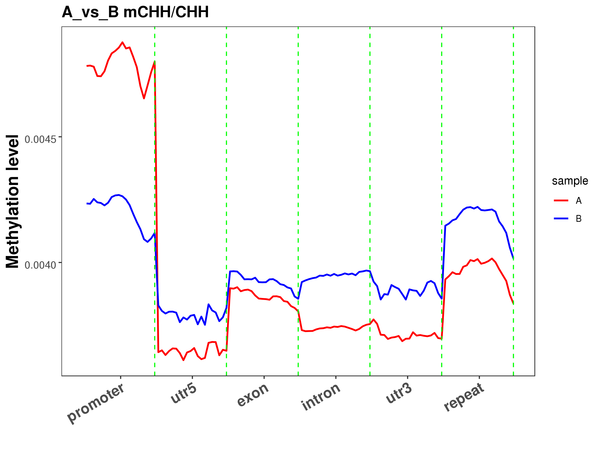 A_vs_B mCHH/CHH
Methylation level
0.0045
0.0040
promoter
utr5
exon
intron
utr3
repeat
sample
A
B